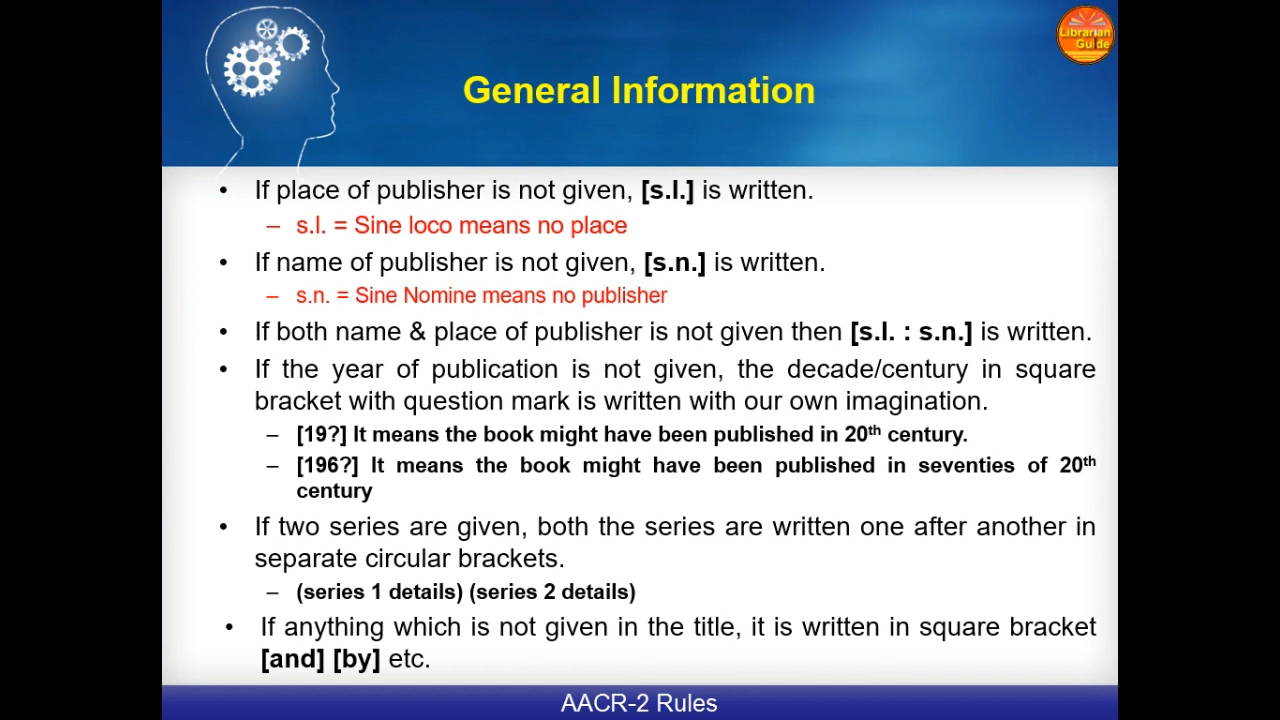 Librarian
Guide
General Information
• If place of publisher is not given, [s.l.] is written.
– s.l. = Sine loco means no place
• If name of publisher is not given, [s.n.] is written.
– s.n. = Sine Nomine means no publisher
• If both name & place of publisher is not given then [s.l. : s.n.] is written.
• If the year of publication is not given, the decade/century in square
bracket with question mark is written with our own imagination.
– [19?] It means the book might have been published in 20th century.
– [196?] It means the book might have been published in seventies of 20th
century
• If two series are given, both the series are written one after another in
separate circular brackets.
– (series 1 details) (series 2 details)
• If anything which is not given in the title, it is written in square bracket
[and] [by] etc.
AACR-2 Rules